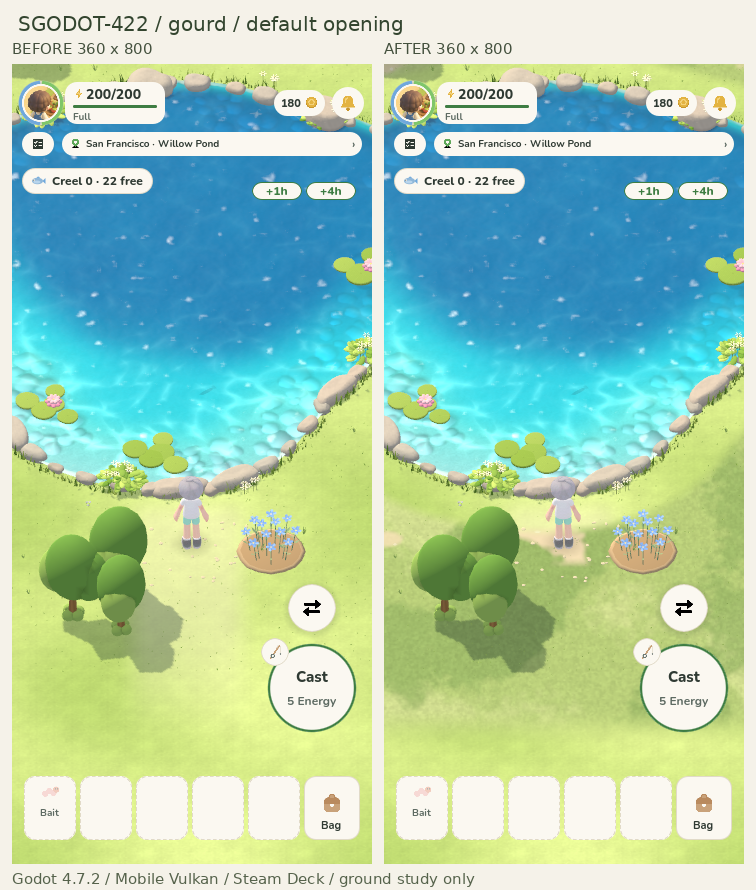 SGODOT-422 / gourd / default opening
BEFORE 360 x 800
AFTER 360 x 800
200/200
Full
180
San Francisco · Willow Pond ›
Creel 0 · 22 free
+1h
+4h
Cast
5 Energy
Bait
Bag
200/200
Full
180
San Francisco · Willow Pond ›
Creel 0 · 22 free
+1h
+4h
Cast
5 Energy
Bait
Bag
Godot 4.7.2 / Mobile Vulkan / Steam Deck / ground study only